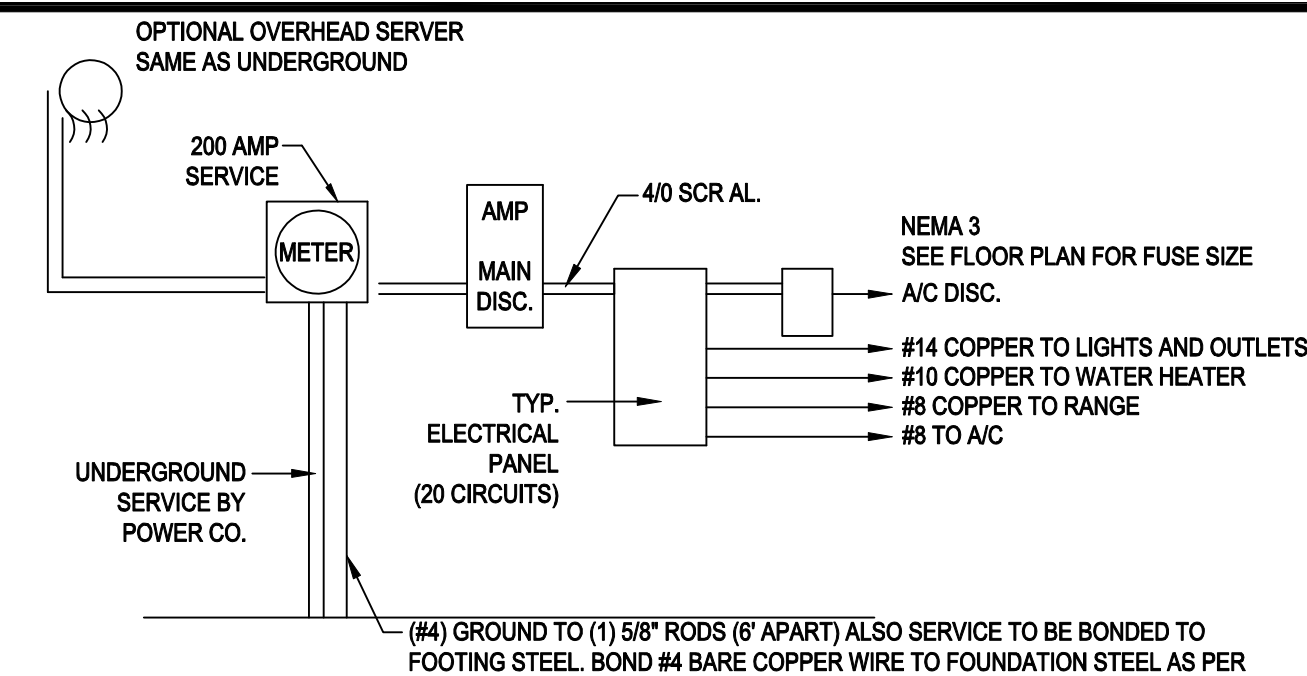 OPTIONAL OVERHEAD SERVER
SAME AS UNDERGROUND
200 AMP
SERVICE
METER
AMP
MAIN
DISC.
4/0 SCR AL.
NEMA 3
SEE FLOOR PLAN FOR FUSE SIZE
A/C DISC.
#14 COPPER TO LIGHTS AND OUTLETS
#10 COPPER TO WATER HEATER
#8 COPPER TO RANGE
#8 TO A/C
TYP.
ELECTRICAL
PANEL
(20 CIRCUITS)
UNDERGROUND
SERVICE BY
POWER CO.
(#4) GROUND TO (1) 5/8" RODS (6' APART) ALSO SERVICE TO BE BONDED TO
FOOTING STEEL. BOND #4 BARE COPPER WIRE TO FOUNDATION STEEL AS PER